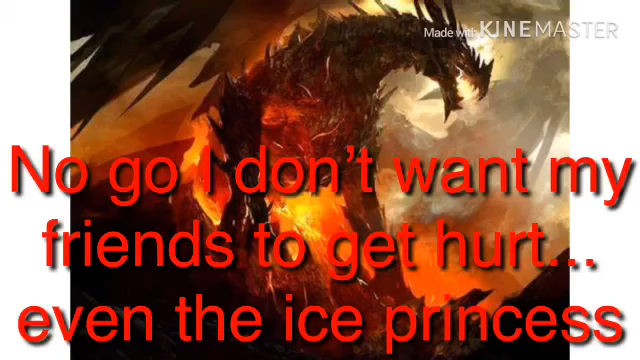 Made with KINEMASTER
No go I don't want my
friends to get hurt...
even the ice princess